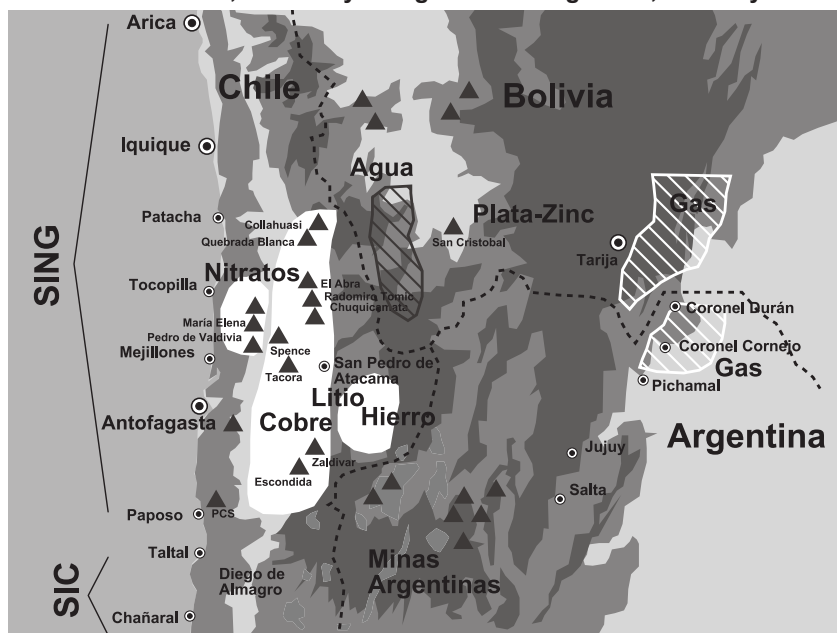 Arica
Chile
Bolivia
Iquique
Agua
Patacha
Collahuasi
Quebrada Blanca
Plata-Zinc
San Cristobal
Gas
Tarija
SING
Nitratos
Tocopilla
El Abra
Radomiro Tomic
Chuquicamata
Coronel Durán
María Elena
Pedro de Valdivia
Mejillones
Spence
Tacora
San Pedro de
Atacama
Coronel Cornejo
Gas
Pichamal
Litio
Hierro
Cobre
Antofagasta
Argentina
Zaldivar
Escondida
Jujuy
Salta
PCS
Paposo
Taltal
SIC
Diego de
Almagro
Minas
Argentinas
Chañaral